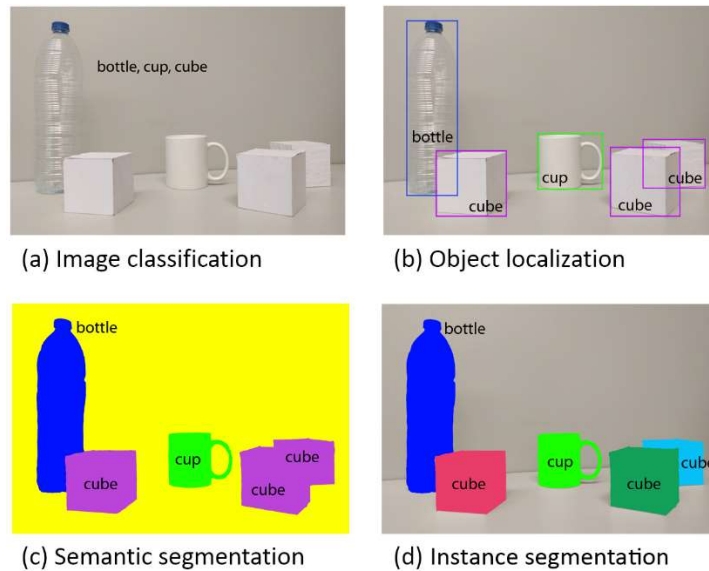 bottle, cup, cube
(a) Image classification
bottle
cup
cube
cube
cube
(b) Object localization
bottle
cup
cube
cube
cube
(c) Semantic segmentation
bottle
cup
cube
cube
cube
(d) Instance segmentation